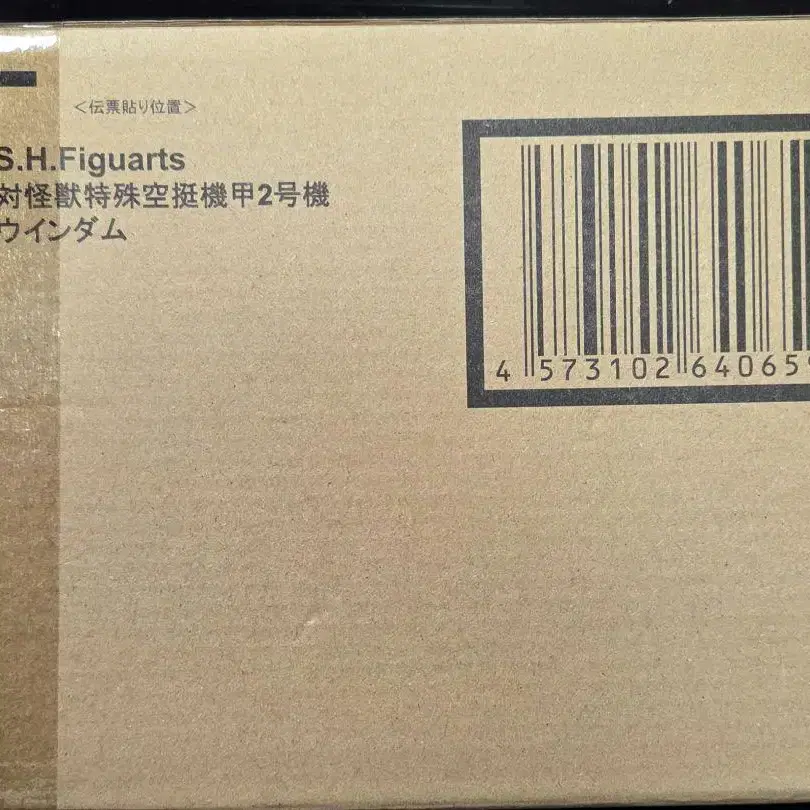 <伝票貼り位置>
S.H.Figuarts
対怪獣特殊空挺機甲2号機
ウインダム
4 573102 64065